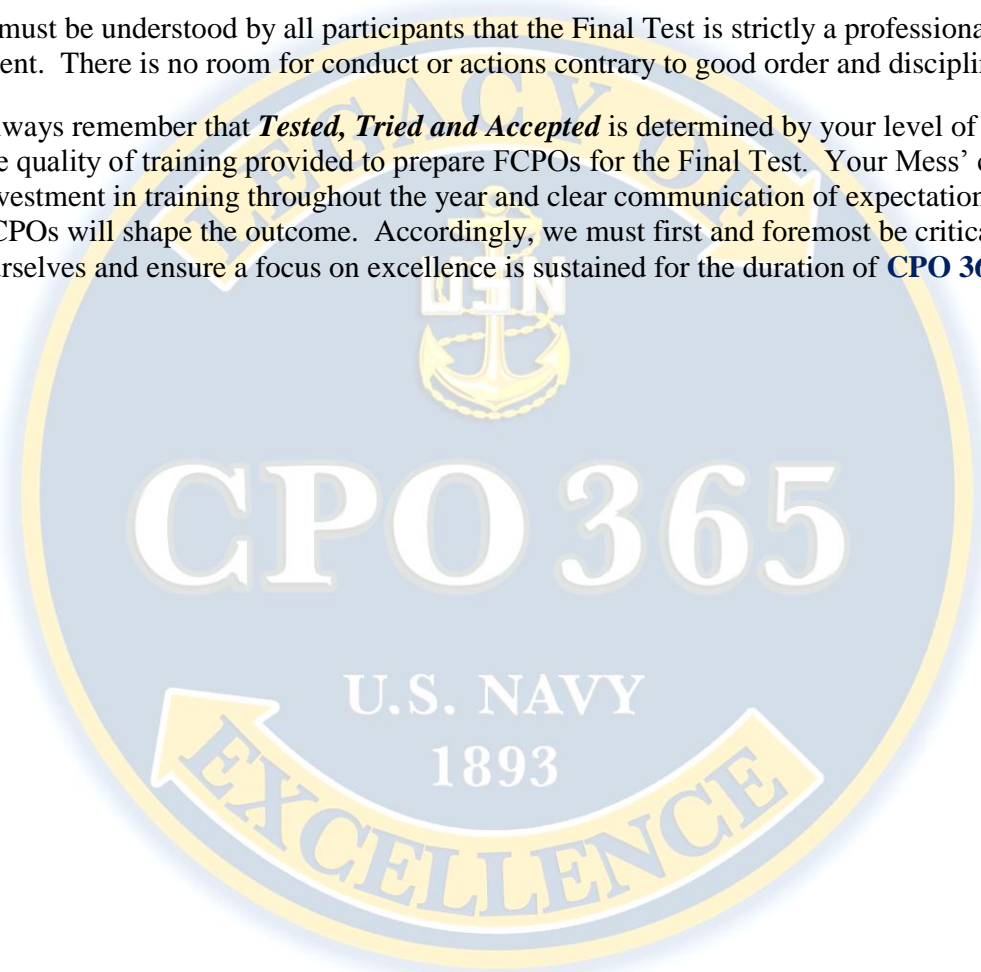 must be understood by all participants that the Final Test is strictly a professional
ent. There is no room for conduct or actions contrary to good order and disciplin
lways remember that Tested, Tried and Accepted is determined by your level of
e quality of training provided to prepare FCPOs for the Final Test. Your Mess’
vestment in training throughout the year and clear communication of expectation
CPOs will shape the outcome. Accordingly, we must first and foremost be critica
urselves and ensure a focus on excellence is sustained for the duration of CPO 36
LEGACY OF
USN
CPO 365
U.S. NAVY
1893
EXCELLENCE